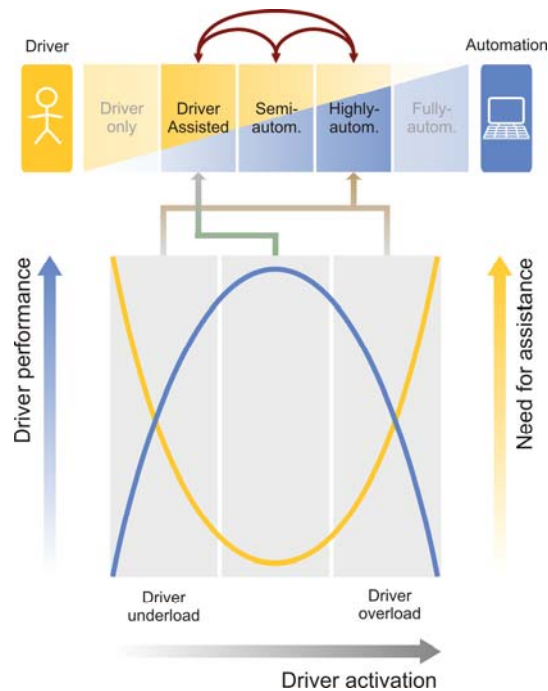 Driver
Automation
Driver
only
Driver
Assisted
Semi-
autom.
Highly-
autom.
Fully-
autom.
Driver performance
Need for assistance
Driver
underload
Driver
overload
Driver activation